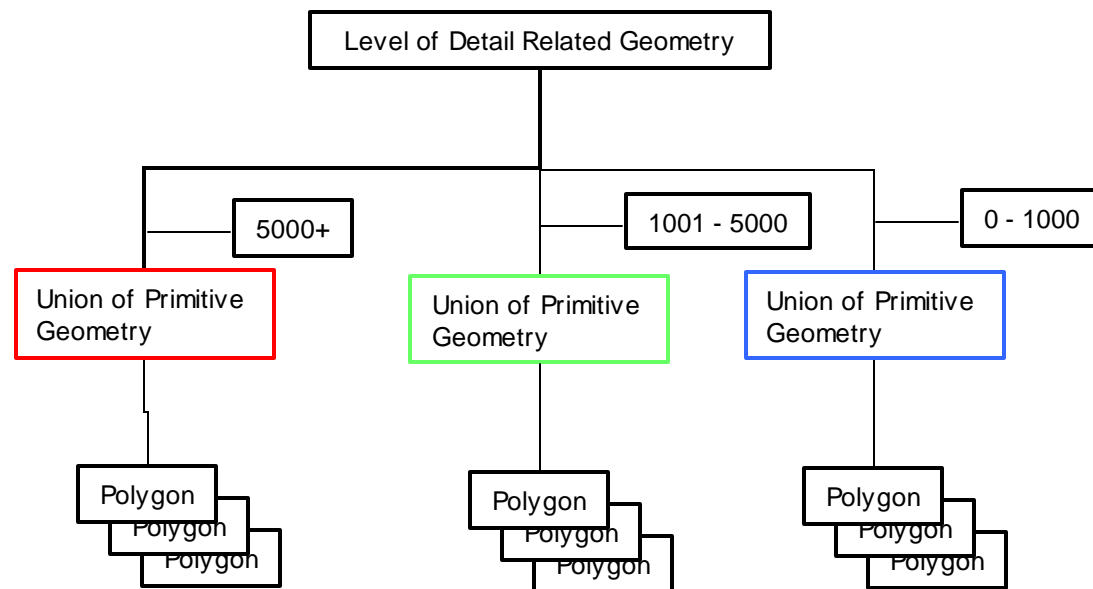 Level of Detail Related Geometry
5000+
1001 - 5000
0 - 1000
Union of Primitive
Geometry
Union of Primitive
Geometry
Union of Primitive
Geometry
Polygon
Polygon
Polygon
Polygon
Polygon
Polygon
Polygon
Polygon
Polygon